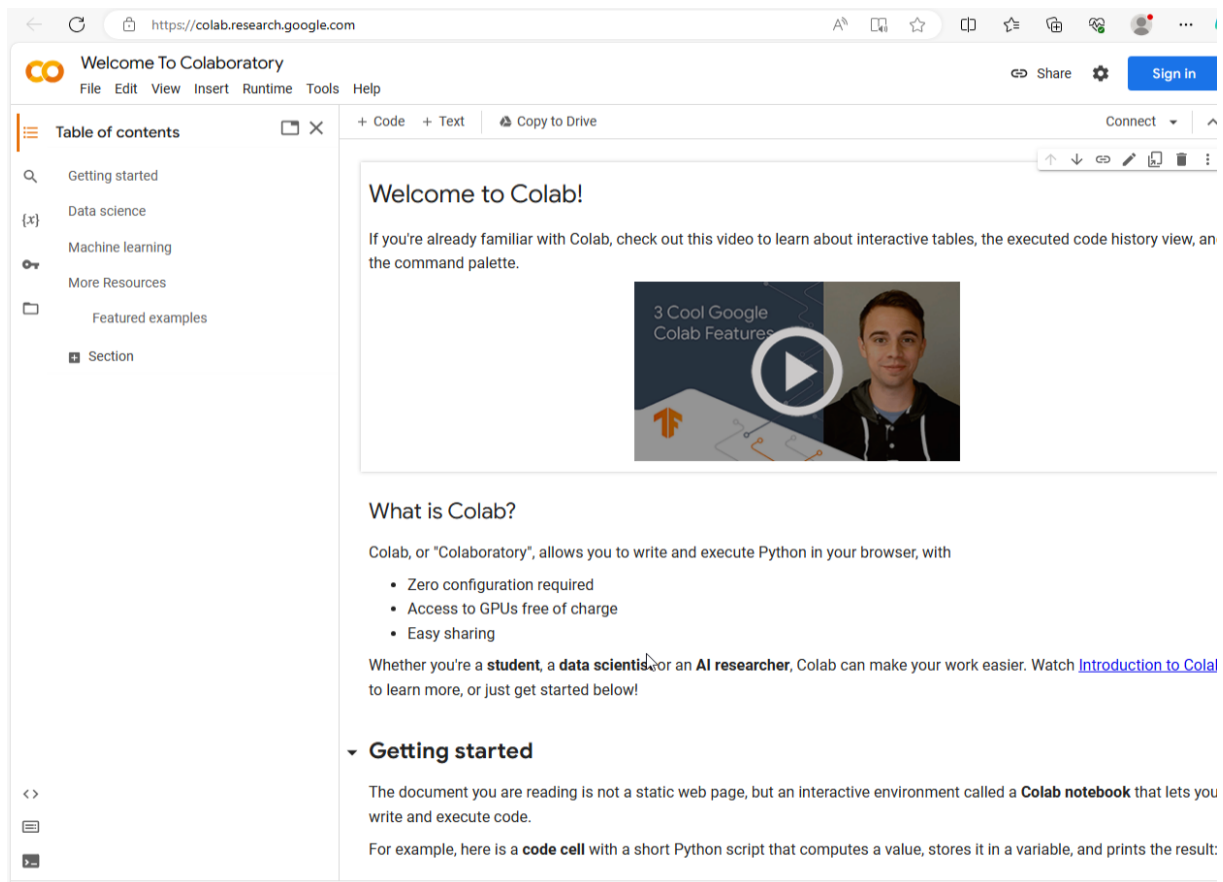 https://colab.research.google.com
Welcome To Colaboratory
File Edit View Insert Runtime Tools Help
Share
Sign in
Table of contents
Getting started
Data science
Machine learning
More Resources
Featured examples
Section
+ Code + Text Copy to Drive
Connect
Welcome to Colab!
If you're already familiar with Colab, check out this video to learn about interactive tables, the executed code history view, an
the command palette.
3 Cool Google
Colab Features
What is Colab?
Colab, or "Colaboratory", allows you to write and execute Python in your browser, with
• Zero configuration required
• Access to GPUs free of charge
• Easy sharing
Whether you're a student, a data scientis or an AI researcher, Colab can make your work easier. Watch Introduction to Cola
to learn more, or just get started below!
Getting started
The document you are reading is not a static web page, but an interactive environment called a Colab notebook that lets you
write and execute code.
For example, here is a code cell with a short Python script that computes a value, stores it in a variable, and prints the result: